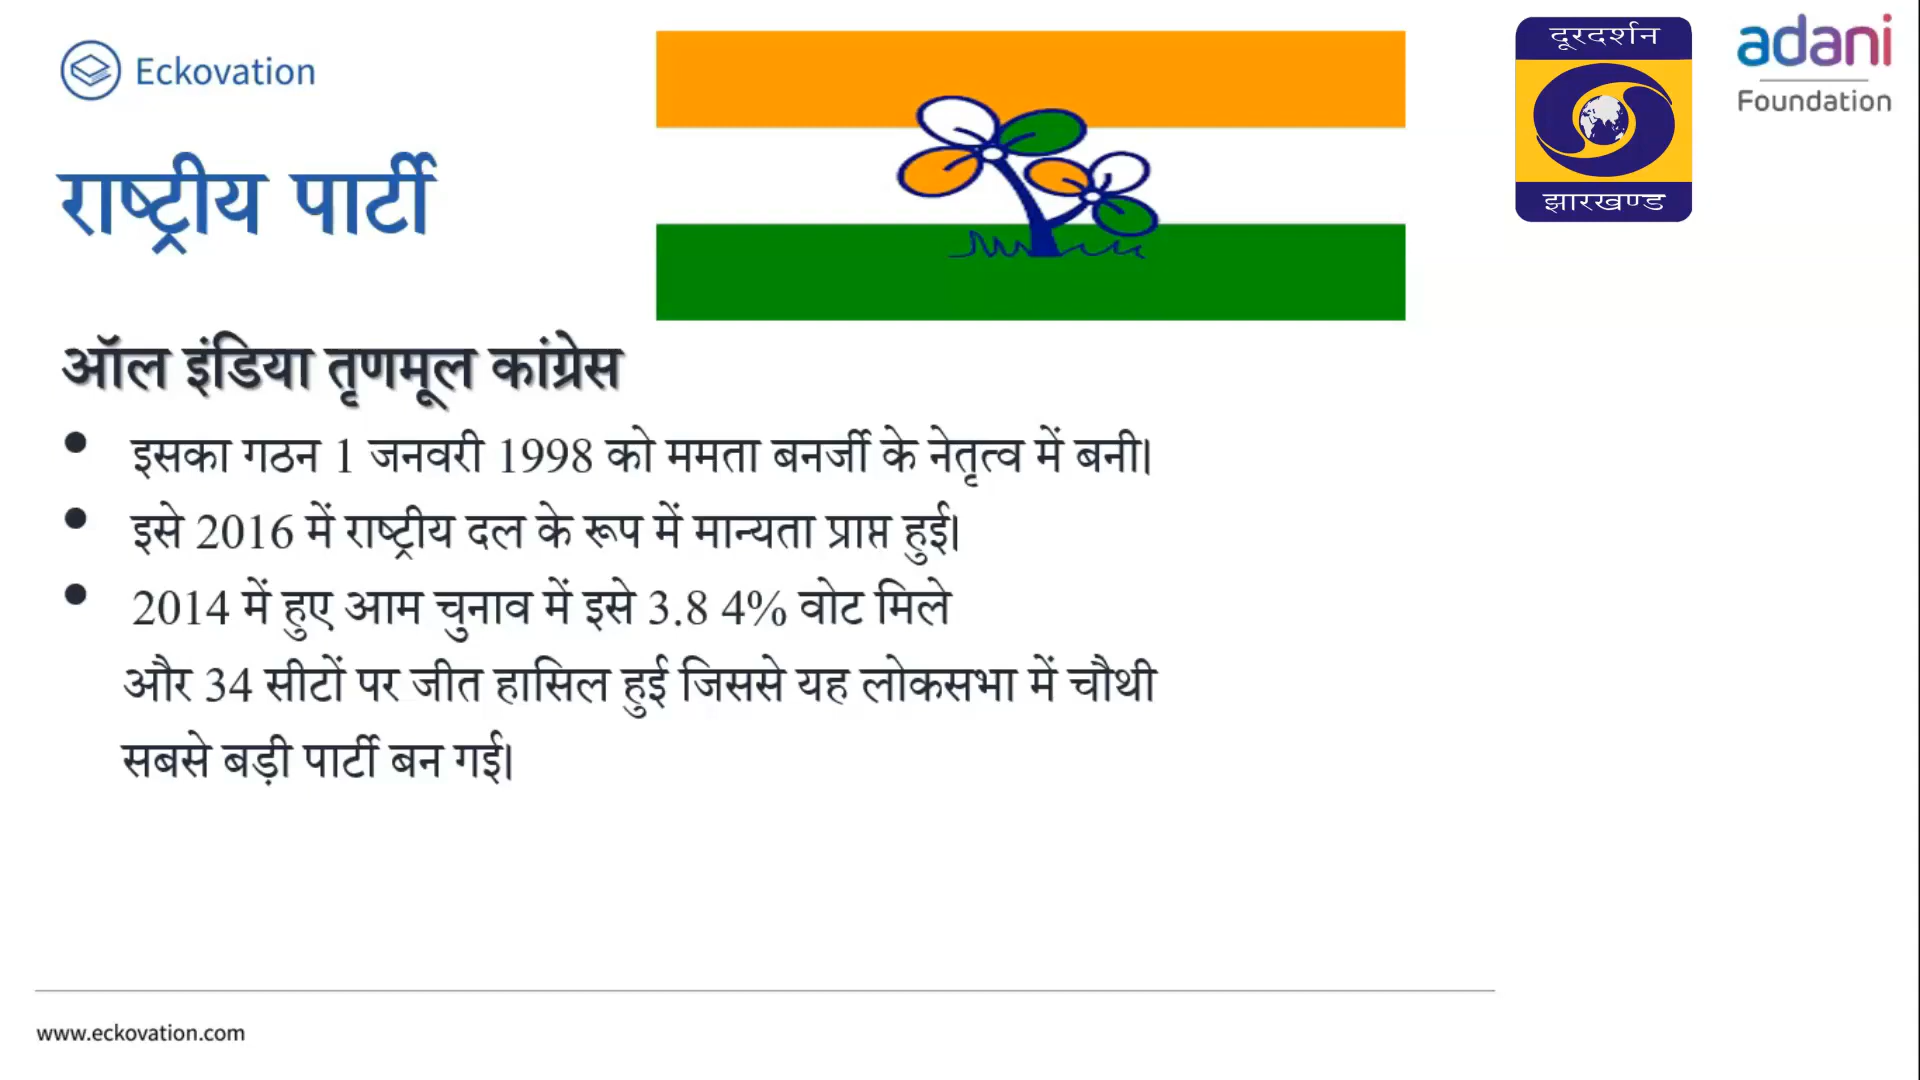 Eckovation
दूरदर्शन
झारखण्ड
adani
Foundation
राष्ट्रीय पार्टी
ऑल इंडिया तृणमूल कांग्रेस
• इसका गठन 1 जनवरी 1998 को ममता बनर्जी के नेतृत्व में बनी।
• इसे 2016 में राष्ट्रीय दल के रूप में मान्यता प्राप्त हुई।
• 2014 में हुए आम चुनाव में इसे 3.8 4% वोट मिले
और 34 सीटों पर जीत हासिल हुई जिससे यह लोकसभा में चौथी
सबसे बड़ी पार्टी बन गई।
www.eckovation.com